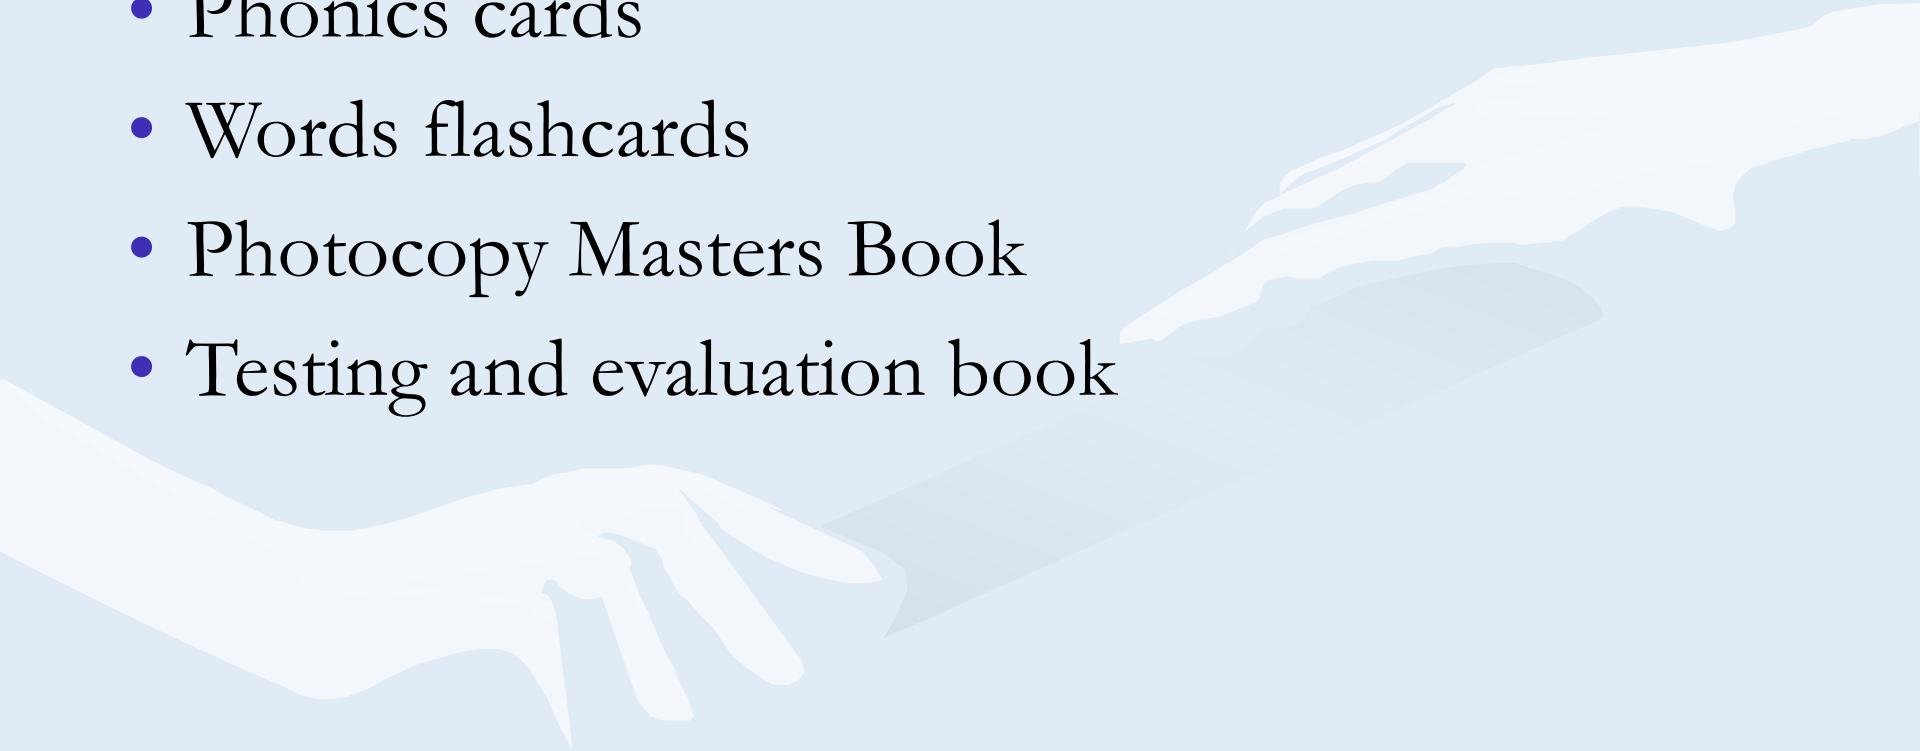 • Phonics cards
• Words flashcards
• Photocopy Masters Book
• Testing and evaluation book